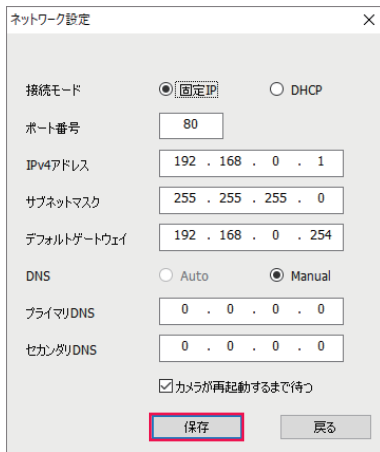 ネットワーク設定
接続モード 固定IP DHCP
ポート番号 80
IPv4アドレス 192 . 168 . 0 . 1
サブネットマスク 255 . 255 . 255 . 0
デフォルトゲートウェイ 192 . 168 . 0 . 254
DNS Auto Manual
プライマリDNS 0 . 0 . 0 . 0
セカンダリDNS 0 . 0 . 0 . 0
カメラが再起動するまで待つ
保存 戻る